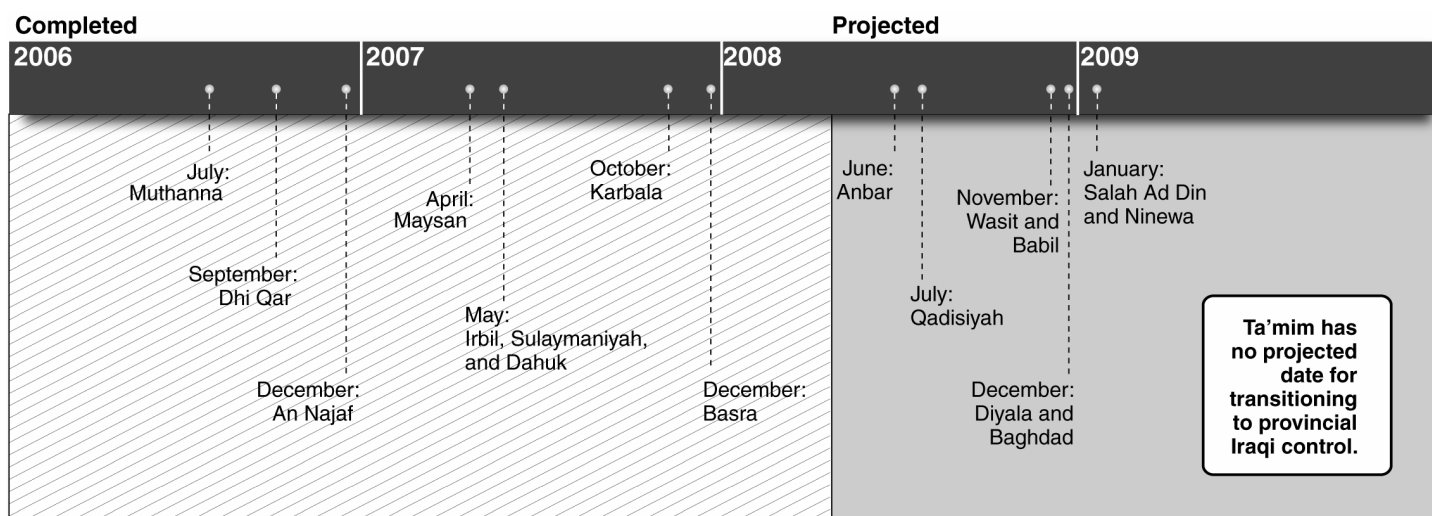 Completed
Projected
2006
2007
2008
2009
July:
Muthanna
September:
Dhi Qar
December:
An Najaf
April:
Maysan
May:
Irbil, Sulaymaniyah,
and Dahuk
October:
Karbala
December:
Basra
June:
Anbar
July:
Qadisiyah
November:
Wasit and
Babil
December:
Diyala and
Baghdad
January:
Salah Ad Din
and Ninewa
Ta’mim has
no projected
date for
transitioning
to provincial
Iraqi control.